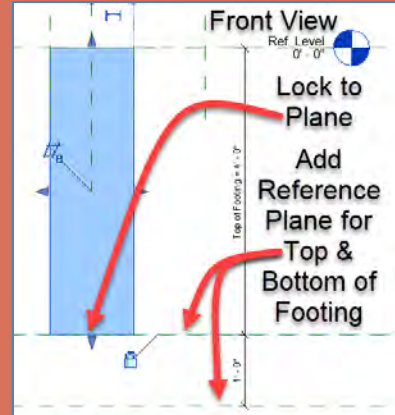 Front View
Ref. Level
0' - 0"
Lock to
Plane
Add
Reference
Plane for
Top &
Bottom of
Footing
Top of Footing = 4' - 0"
1' - 0"